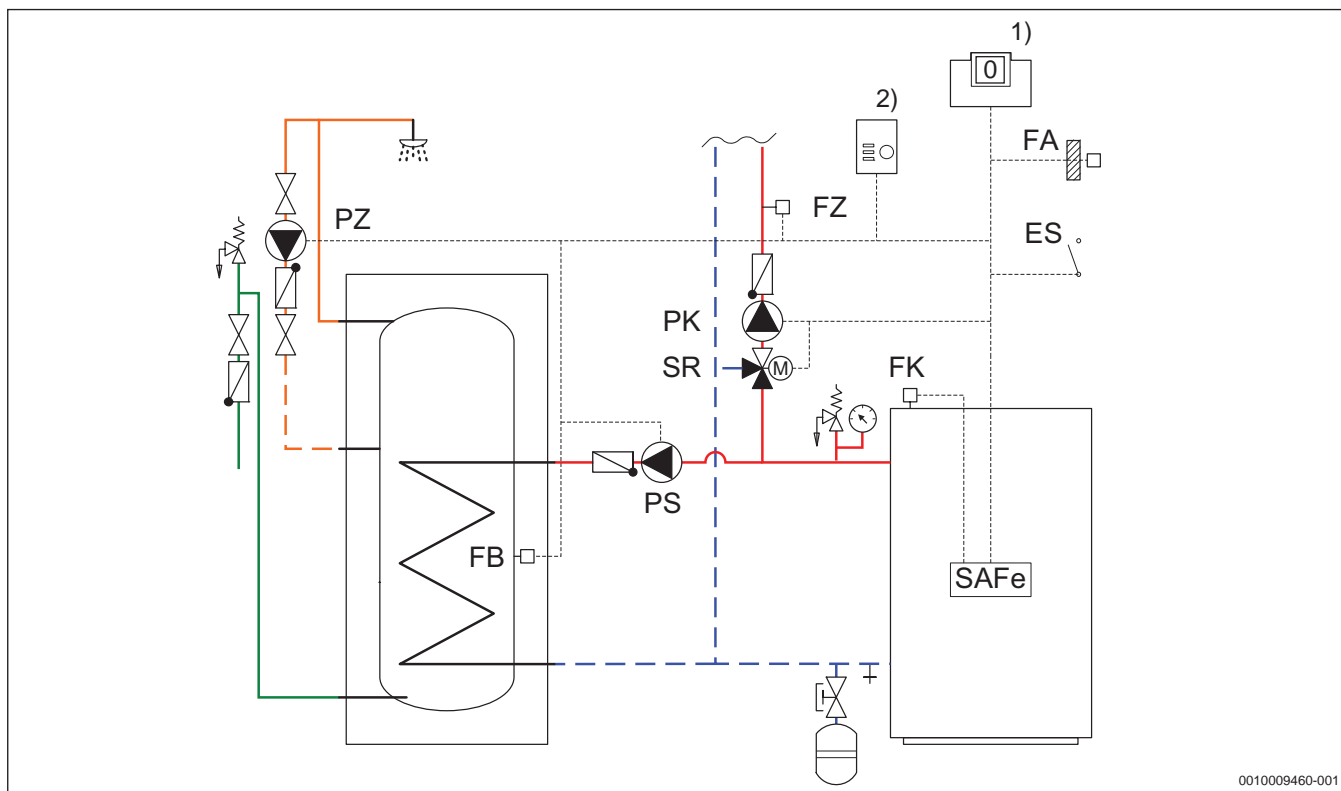 1)
0
2)
FA
PZ
FZ
ES
PK
SR
M
FK
PS
FB
SAFe
0010009460-001